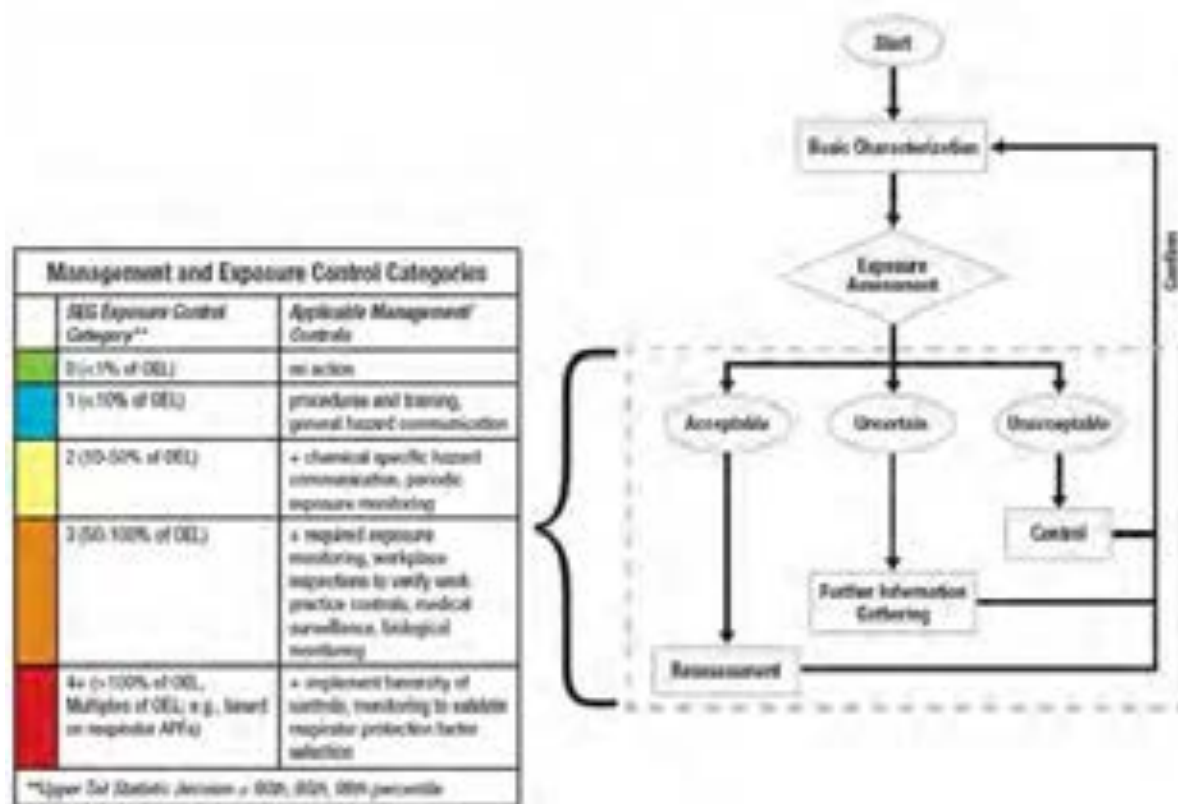 Management and Exposure Control Categories
SEG Exposure Control
Category**
Applicable Management/
Controls
0 (<1% of OEL)
no action
1 (<10% of OEL)
procedures and training,
general hazard communication
2 (10-50% of OEL)
+ chemical specific hazard
communication, periodic
exposure monitoring
3 (50-100% of OEL)
+ required exposure
monitoring, workplace
inspections to verify work
practice controls, medical
surveillance, biological
monitoring
4+ (>100% of OEL,
Multiples of OEL; e.g., based
on respirator APFs)
+ implement hierarchy of
controls, monitoring to validate
respirator protection factor
selection
**Upper Tail Statistic
percentile
Start
Basic Characterization
Exposure
Assessment
Acceptable
Uncertain
Unacceptable
Control
Further Information
Gathering
Reassessment